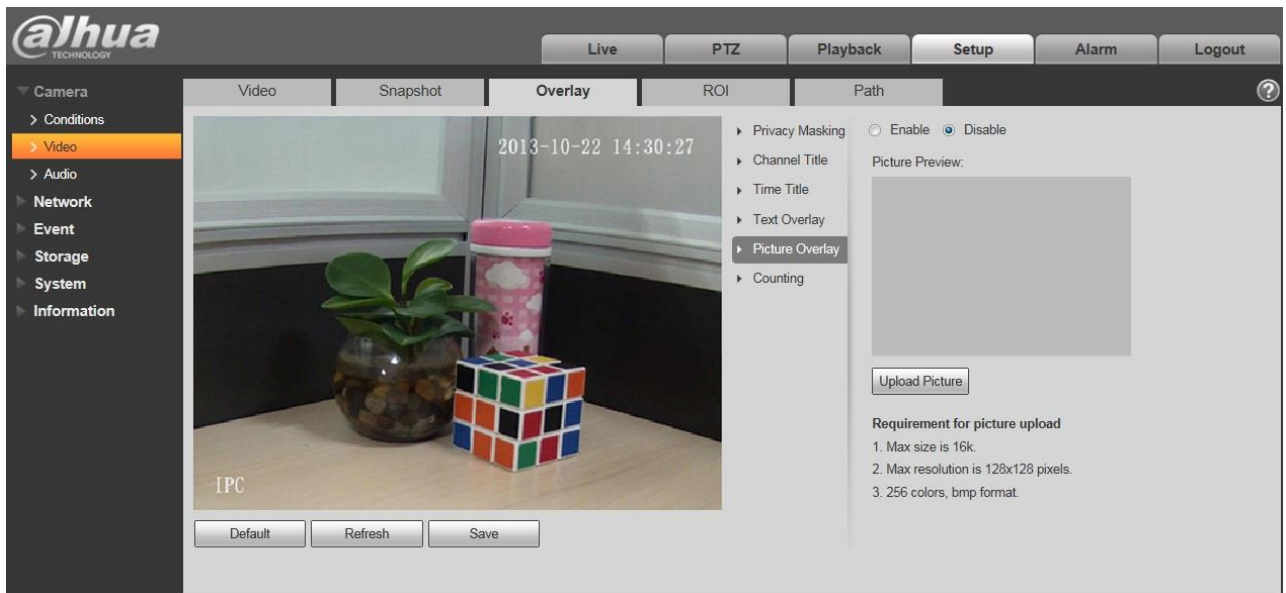 alhua
TECHNOLOGY
Live PTZ Playback Setup Alarm Logout
Camera
Conditions
Video
Audio
Network
Event
Storage
System
Information
Video Snapshot Overlay ROI Path
?
2013-10-22 14:30:27
IPC
Default Refresh Save
Privacy Masking
Channel Title
Time Title
Text Overlay
Picture Overlay
Counting
Enable Disable
Picture Preview:
Upload Picture
Requirement for picture upload
1. Max size is 16k.
2. Max resolution is 128x128 pixels.
3. 256 colors, bmp format.